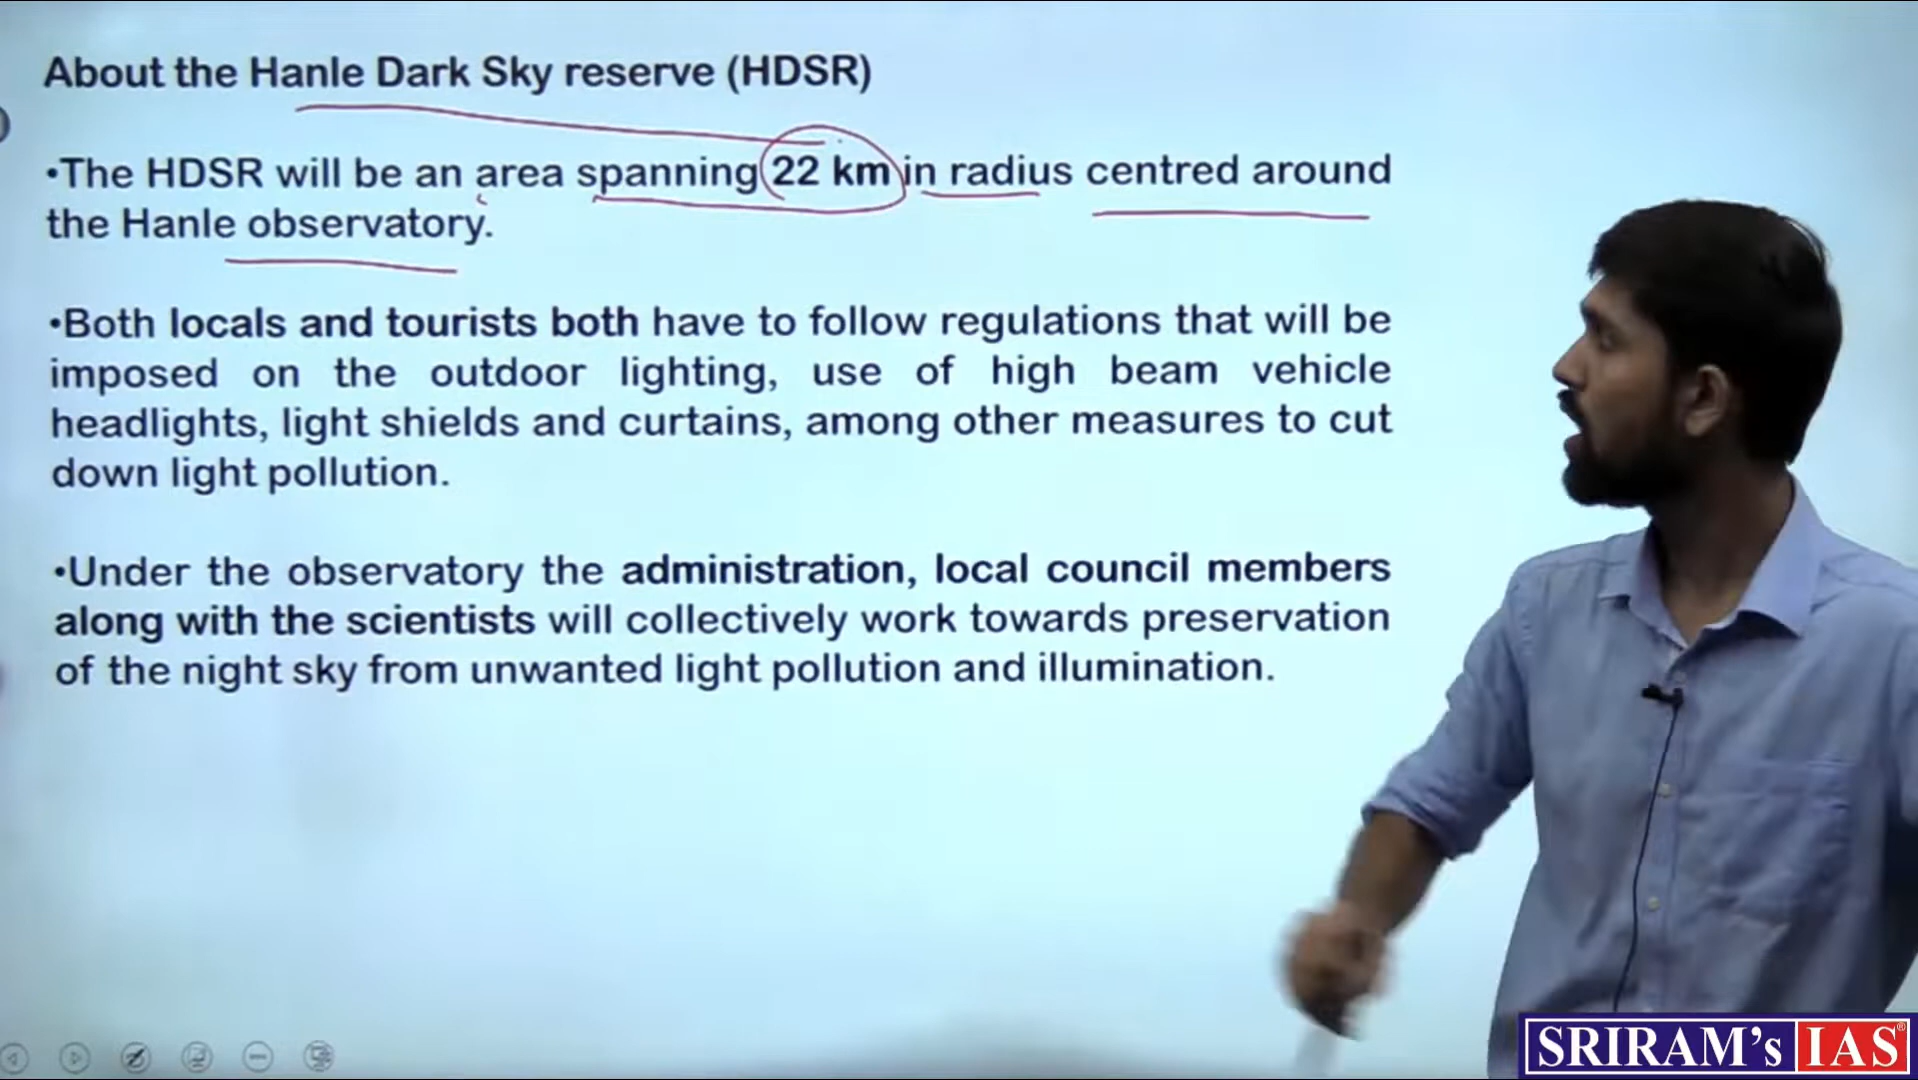 About the Hanle Dark Sky reserve (HDSR)
•The HDSR will be an area spanning 22 km in radius centred around
the Hanle observatory.
•Both locals and tourists both have to follow regulations that will be
imposed on the outdoor lighting, use of high beam vehicle
headlights, light shields and curtains, among other measures to cut
down light pollution.
•Under the observatory the administration, local council members
along with the scientists will collectively work towards preservation
of the night sky from unwanted light pollution and illumination.
SRIRAM's IAS®